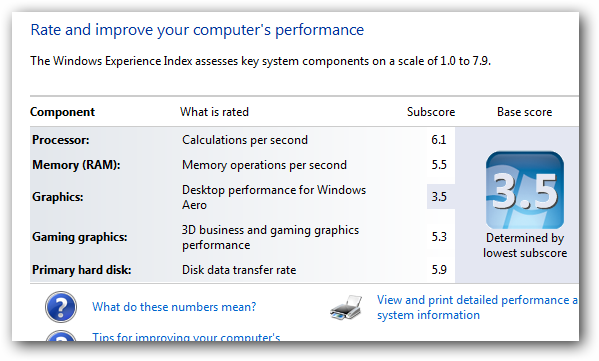 Rate and improve your computer's performance
The Windows Experience Index assesses key system components on a scale of 1.0 to 7.9.
Component What is rated Subscore Base score
Processor: Calculations per second 6.1
Memory (RAM): Memory operations per second 5.5
Graphics: Desktop performance for Windows Aero 3.5
Gaming graphics: 3D business and gaming graphics performance 5.3
Primary hard disk: Disk data transfer rate 5.9
3.5
Determined by
lowest subscore
What do these numbers mean?
View and print detailed performance a
system information
Tips for improving your computer's